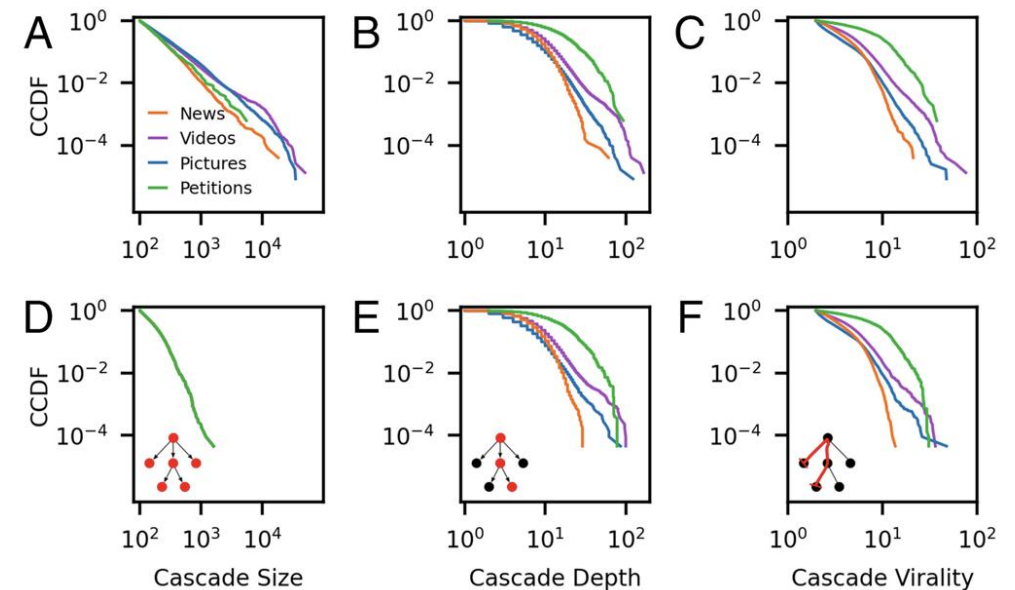 A
B
C
CCDF
10⁰
10⁻²
10⁻⁴
News
Videos
Pictures
Petitions
10² 10³ 10⁴
10⁰
10⁻²
10⁻⁴
10⁰ 10¹ 10²
10⁰
10⁻²
10⁻⁴
10⁰ 10¹ 10²
D
E
F
CCDF
10⁰
10⁻²
10⁻⁴
10² 10³ 10⁴
Cascade Size
10⁰
10⁻²
10⁻⁴
10⁰ 10¹ 10²
Cascade Depth
10⁰
10⁻²
10⁻⁴
10⁰ 10¹ 10²
Cascade Virality